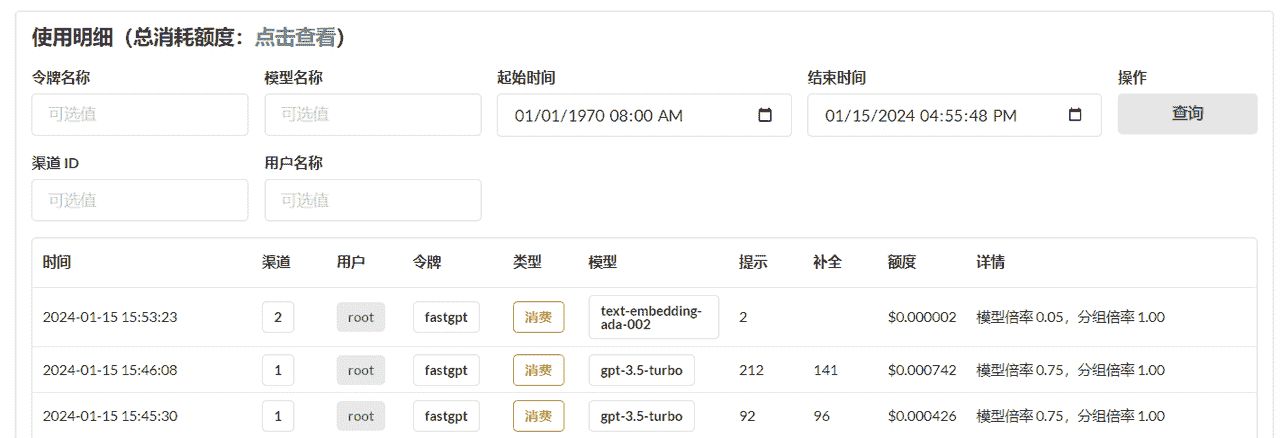 使用明细（总消耗额度：点击查看）
令牌名称 模型名称 起始时间 结束时间 操作
可选值 可选值 01/01/1970 08:00 AM 01/15/2024 04:55:48 PM 查询
渠道 ID 用户名称
可选值 可选值
时间 渠道 用户 令牌 类型 模型 提示 补全 额度 详情
2024-01-15 15:53:23 2 root fastgpt 消费 text-embedding-ada-002 2 $0.000002 模型倍率 0.05，分组倍率 1.00
2024-01-15 15:46:08 1 root fastgpt 消费 gpt-3.5-turbo 212 141 $0.000742 模型倍率 0.75，分组倍率 1.00
2024-01-15 15:45:30 1 root fastgpt 消费 gpt-3.5-turbo 92 96 $0.000426 模型倍率 0.75，分组倍率 1.00